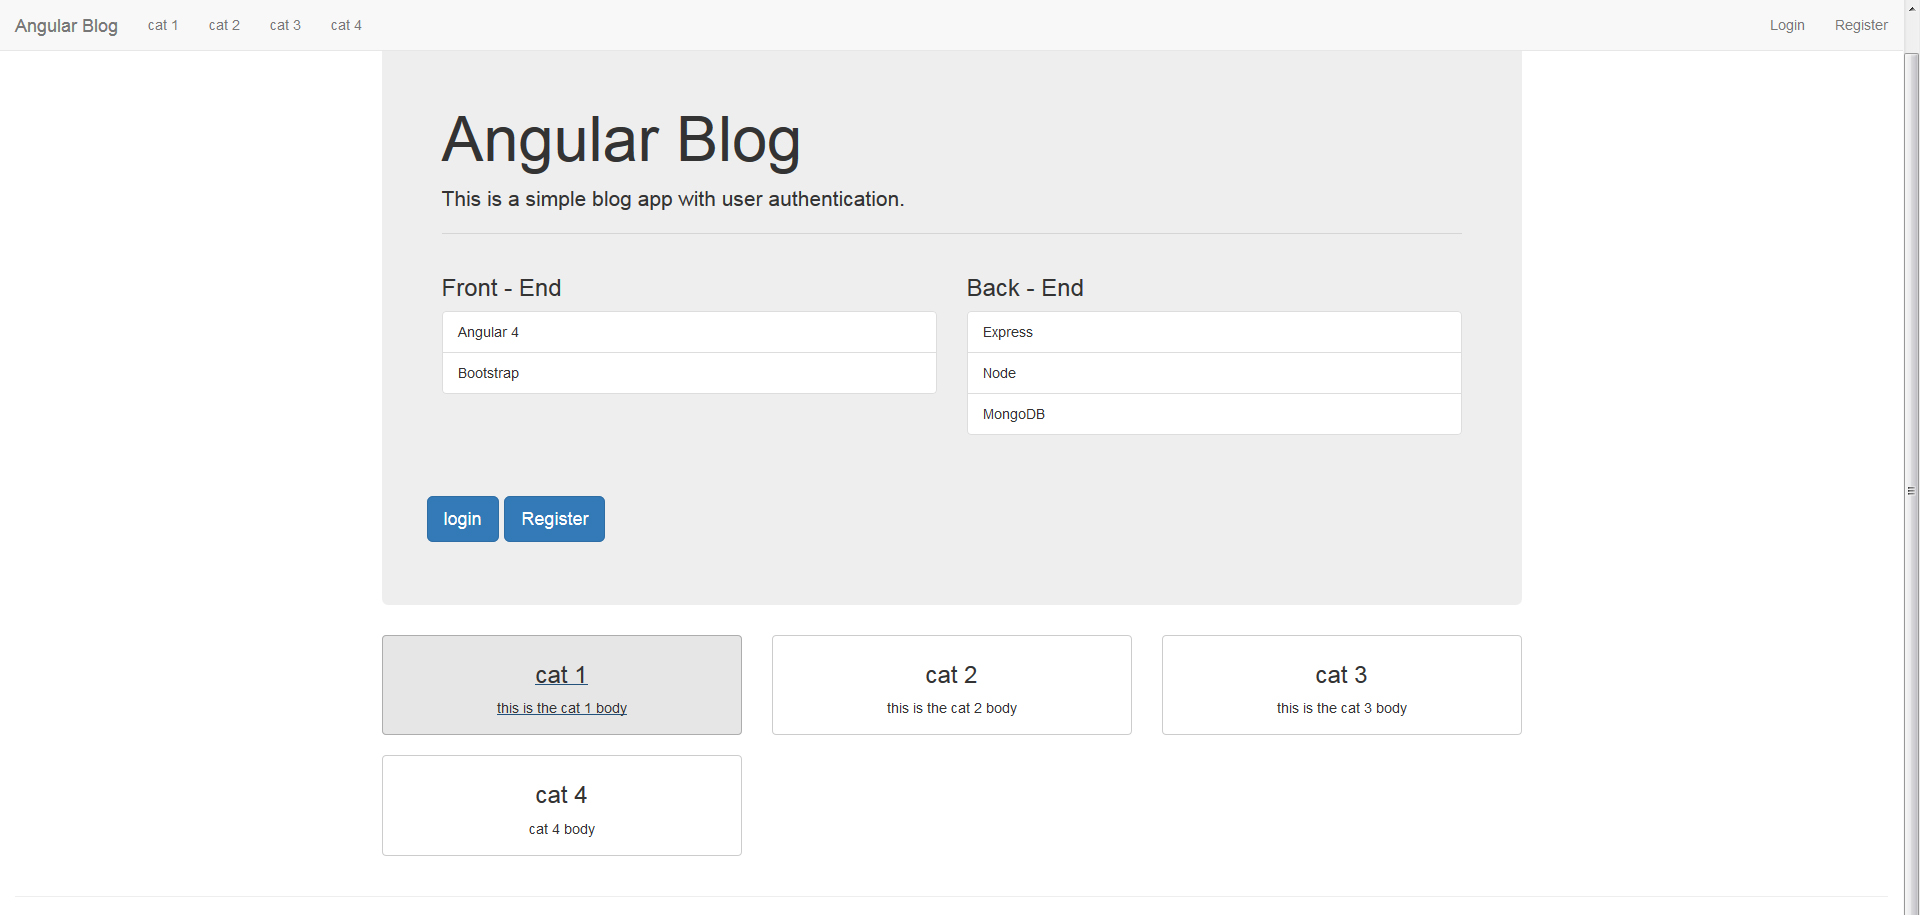 Angular Blog cat 1 cat 2 cat 3 cat 4 Login Register
Angular Blog
This is a simple blog app with user authentication.
Front - End
Angular 4
Bootstrap
Back - End
Express
Node
MongoDB
login Register
cat 1
this is the cat 1 body
cat 2
this is the cat 2 body
cat 3
this is the cat 3 body
cat 4
cat 4 body